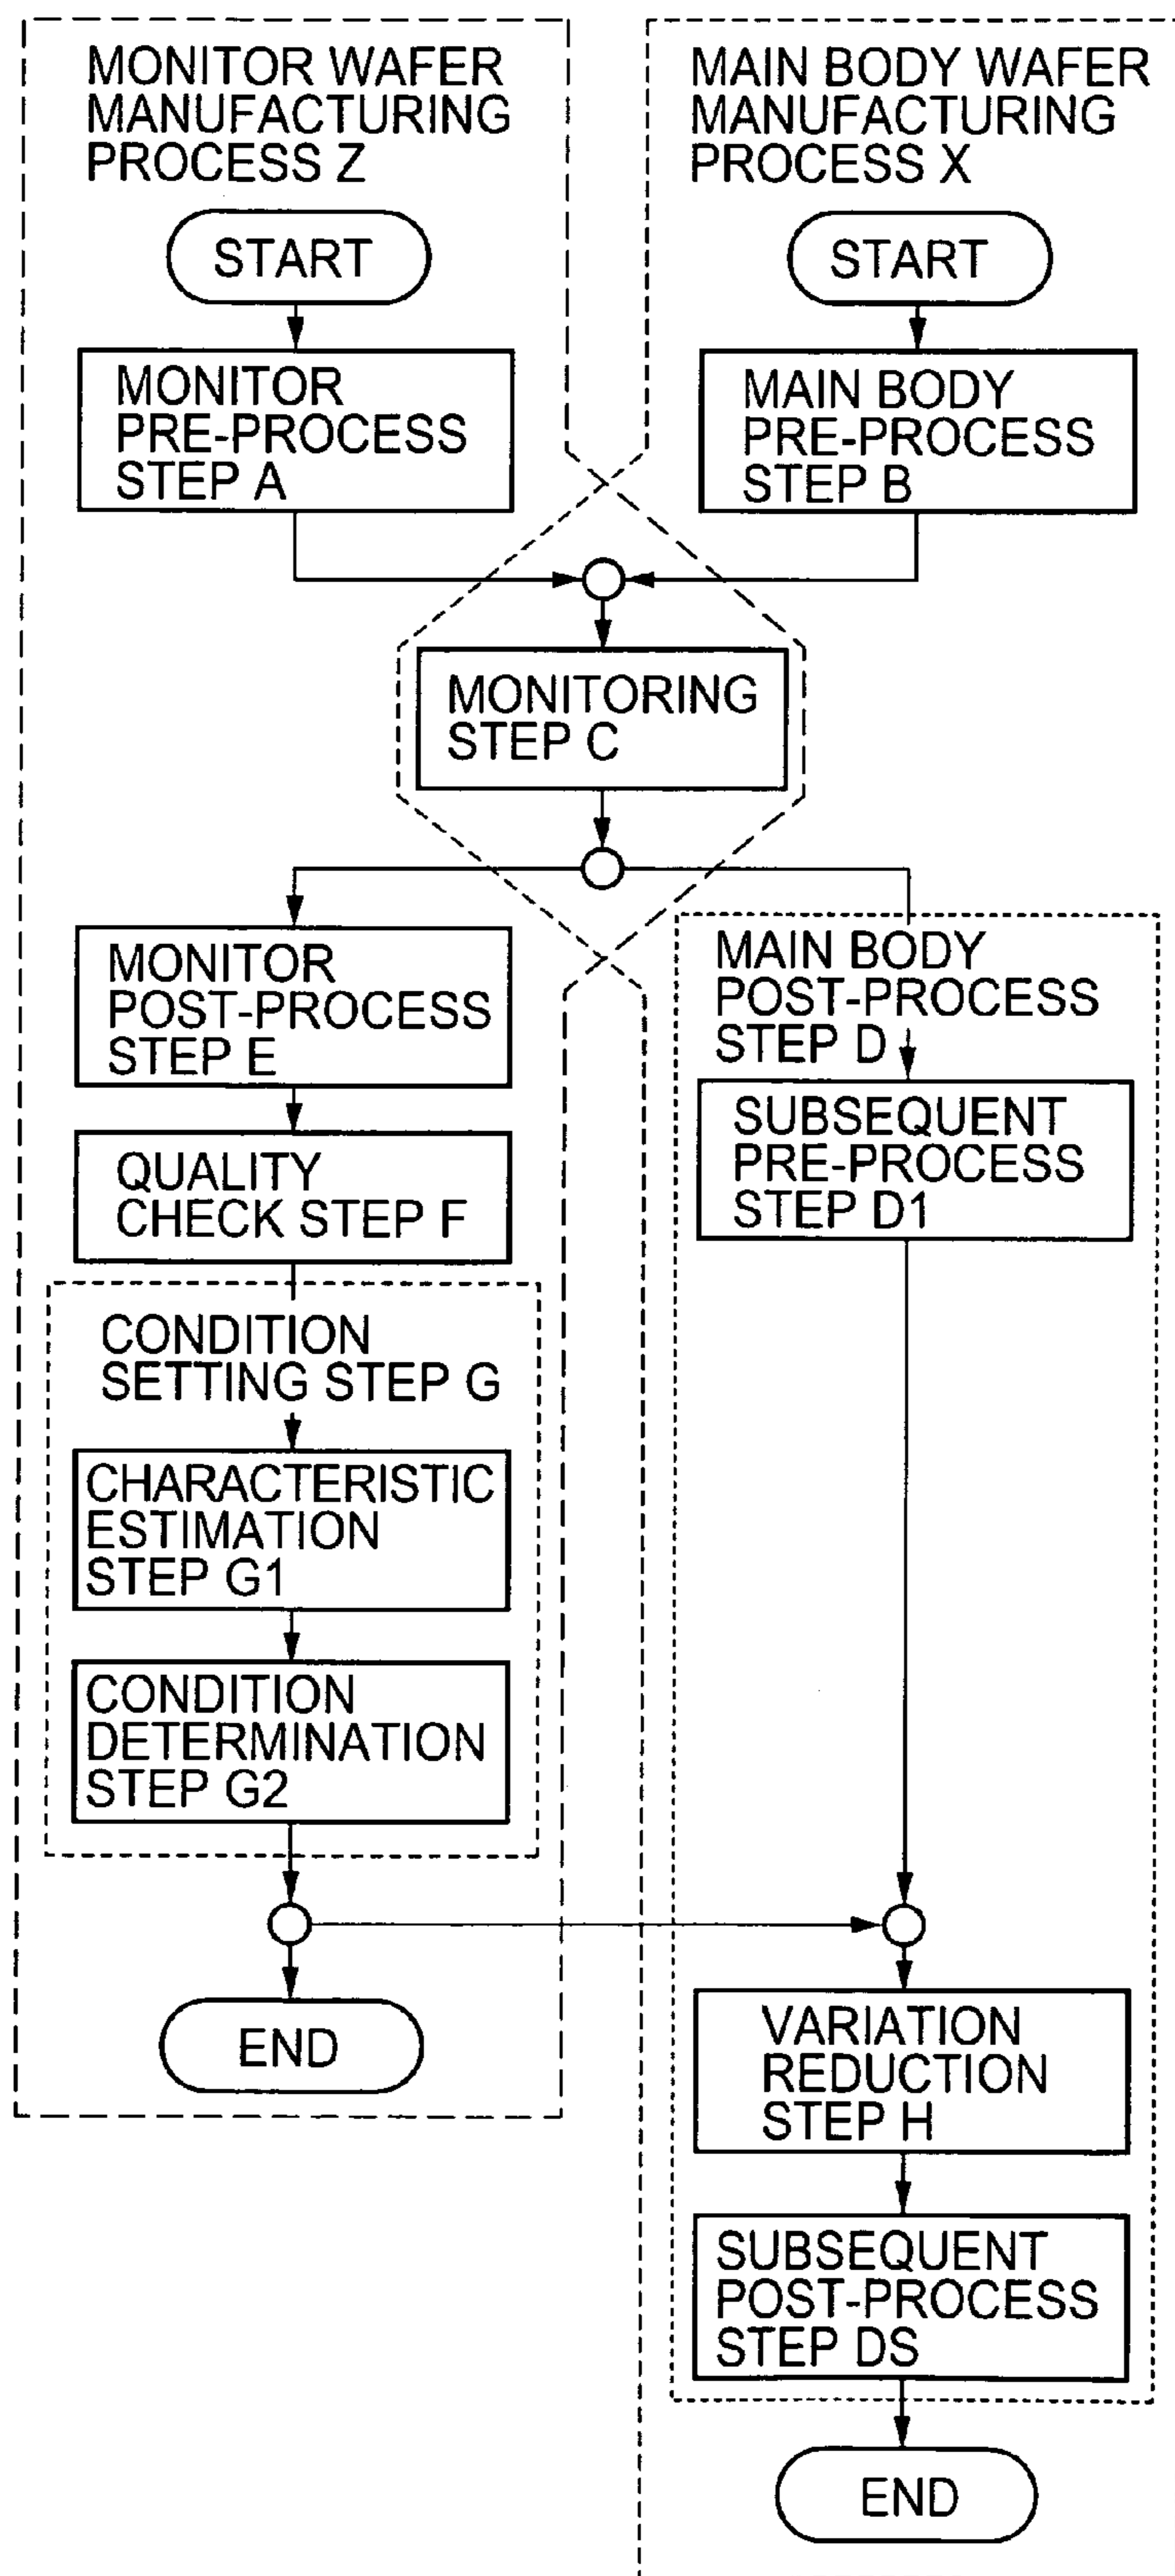 MONITOR WAFER
MANUFACTURING
PROCESS Z
START
MONITOR
PRE-PROCESS
STEP A
MAIN BODY WAFER
MANUFACTURING
PROCESS X
START
MAIN BODY
PRE-PROCESS
STEP B
MONITORING
STEP C
MONITOR
POST-PROCESS
STEP E
QUALITY
CHECK STEP F
CONDITION
SETTING STEP G
CHARACTERISTIC
ESTIMATION
STEP G1
CONDITION
DETERMINATION
STEP G2
END
MAIN BODY
POST-PROCESS
STEP D
SUBSEQUENT
PRE-PROCESS
STEP D1
VARIATION
REDUCTION
STEP H
SUBSEQUENT
POST-PROCESS
STEP DS
END